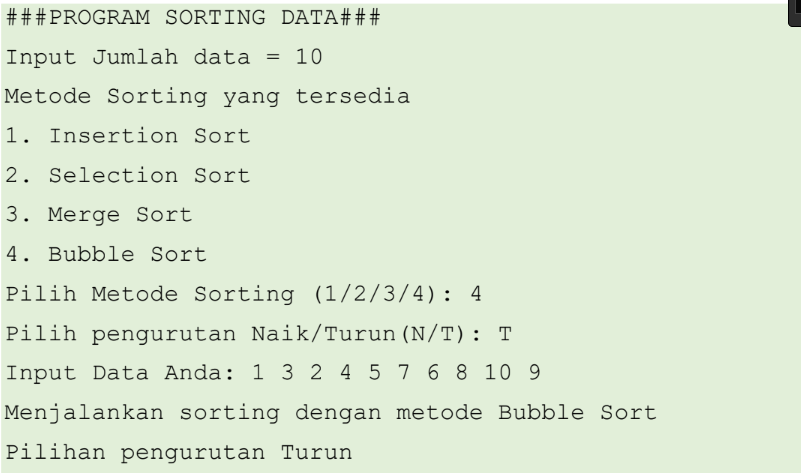 ###PROGRAM SORTING DATA###
Input Jumlah data = 10
Metode Sorting yang tersedia
1. Insertion Sort
2. Selection Sort
3. Merge Sort
4. Bubble Sort
Pilih Metode Sorting (1/2/3/4): 4
Pilih pengurutan Naik/Turun(N/T): T
Input Data Anda: 1 3 2 4 5 7 6 8 10 9
Menjalankan sorting dengan metode Bubble Sort
Pilihan pengurutan Turun